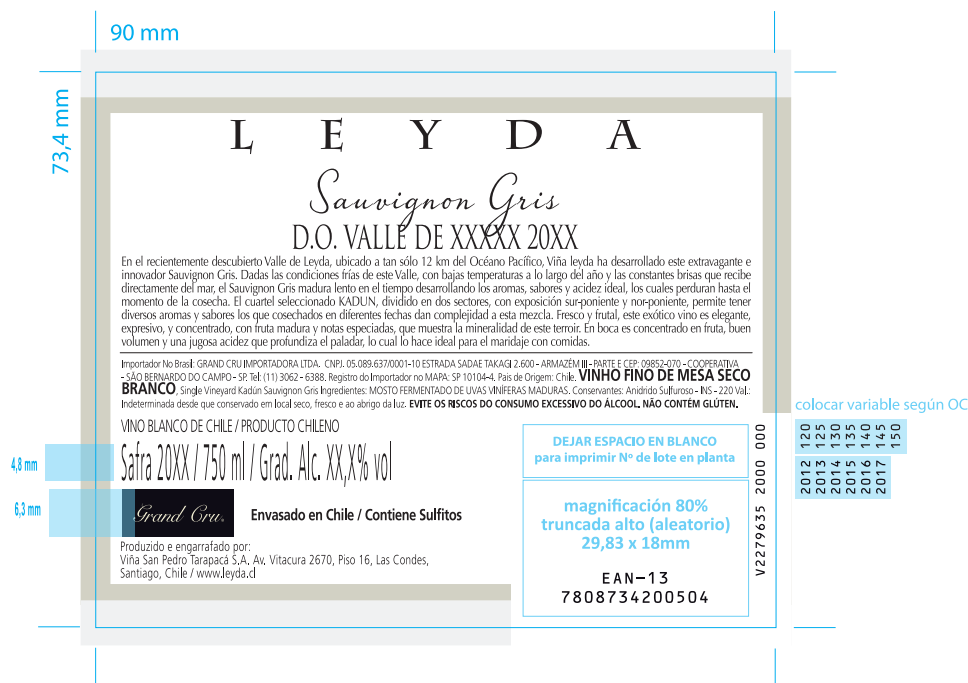 90 mm
73,4 mm
LEYDA
Sauvignon Gris
D.O. VALLE DE XXXXX 20XX
En el recientemente descubierto Valle de Leyda, ubicado a tan sólo 12 km del Océano Pacífico, Viña leyda ha desarrollado este extravagante e
innovador Sauvignon Gris. Dadas las condiciones frías de este Valle, con bajas temperaturas a lo largo del año y las constantes brisas que recibe
directamente del mar, el Sauvignon Gris madura lento en el tiempo desarrollando los aromas, sabores y acidez ideal, los cuales perduran hasta el
momento de la cosecha. El cuartel seleccionado KADUN, dividido en dos sectores, con exposición sur-poniente y nor-poniente, permite tener
diversos aromas y sabores los que cosechados en diferentes fechas dan complejidad a esta mezcla. Fresco y frutal, este exótico vino es elegante,
expresivo, y concentrado, con fruta madura y notas especiadas, que muestra la mineralidad de este terroir. En boca es concentrado en fruta, buen
volumen y una jugosa acidez que profundiza el paladar, lo cual lo hace ideal para el maridaje con comidas.
Importador No Brasil: GRAND CRU IMPORTADORA LTDA. CNPJ. 05.089.637/0001-10 ESTRADA SADAE TAKAGI 2.600 - ARMAZÉM III - PARTE E CEP: 09852-070 - COOPERATIVA
- SÃO BERNARDO DO CAMPO - SP. Tel: (11) 3062 - 6388. Registro do Importador no MAPA: SP 10104-4. Pais de Origem: Chile. VINHO FINO DE MESA SECO
BRANCO, Single Vineyard Kadún Sauvignon Gris Ingredientes: MOSTO FERMENTADO DE UVAS VINÍFERAS MADURAS. Conservantes: Anidrido Sulfuroso - INS - 220 Val.:
Indeterminada desde que conservado em local seco, fresco e ao abrigo da luz. EVITE OS RISCOS DO CONSUMO EXCESSIVO DO ÁLCOOL. NÃO CONTÉM GLÚTEN.
VINO BLANCO DE CHILE / PRODUCTO CHILENO
4,8 mm
Safra 20XX / 750 ml / Grad. Alc. XX,X% vol
6,3 mm
Grand Cru®
Envasado en Chile / Contiene Sulfitos
Produzido e engarrafado por:
Viña San Pedro Tarapacá S.A. Av. Vitacura 2670, Piso 16, Las Condes,
Santiago, Chile / www.leyda.cl
DEJAR ESPACIO EN BLANCO
para imprimir Nº de lote en planta
magnificación 80%
truncada alto (aleatorio)
29,83 x 18mm
EAN-13
7808734200504
V2279635 2000 000
colocar variable según OC
2012 120
2013 125
2014 130
2015 135
2016 140
2017 145
150